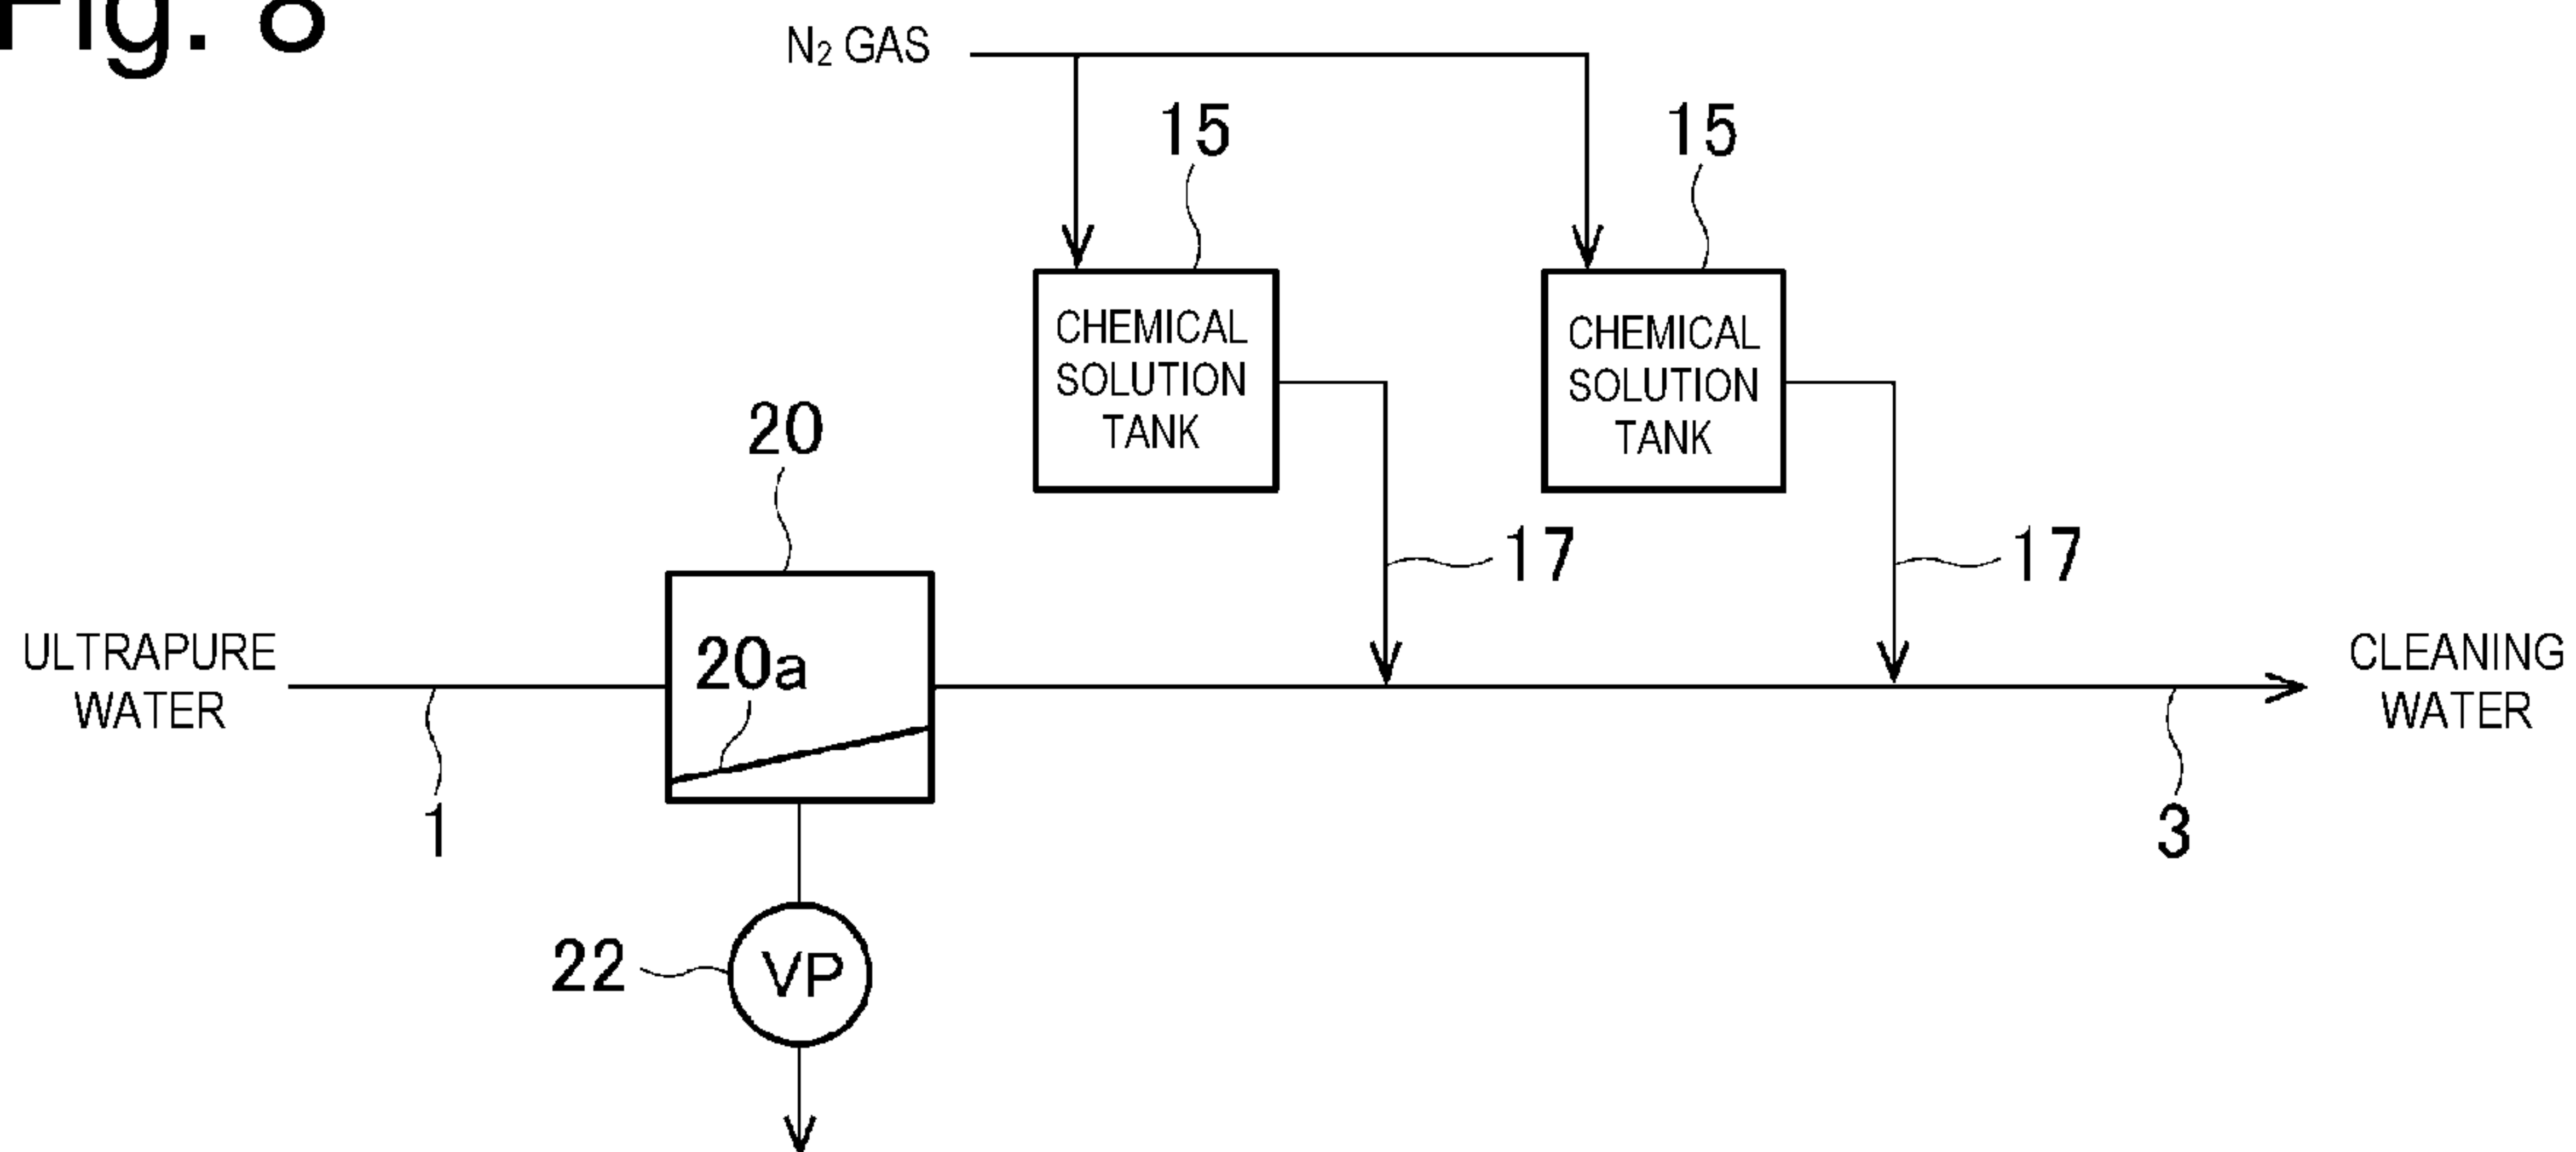 Fig. 8
N₂ GAS
15
15
CHEMICAL
SOLUTION
TANK
CHEMICAL
SOLUTION
TANK
20
17
17
ULTRAPURE
WATER
20a
CLEANING
WATER
1
3
22
VP